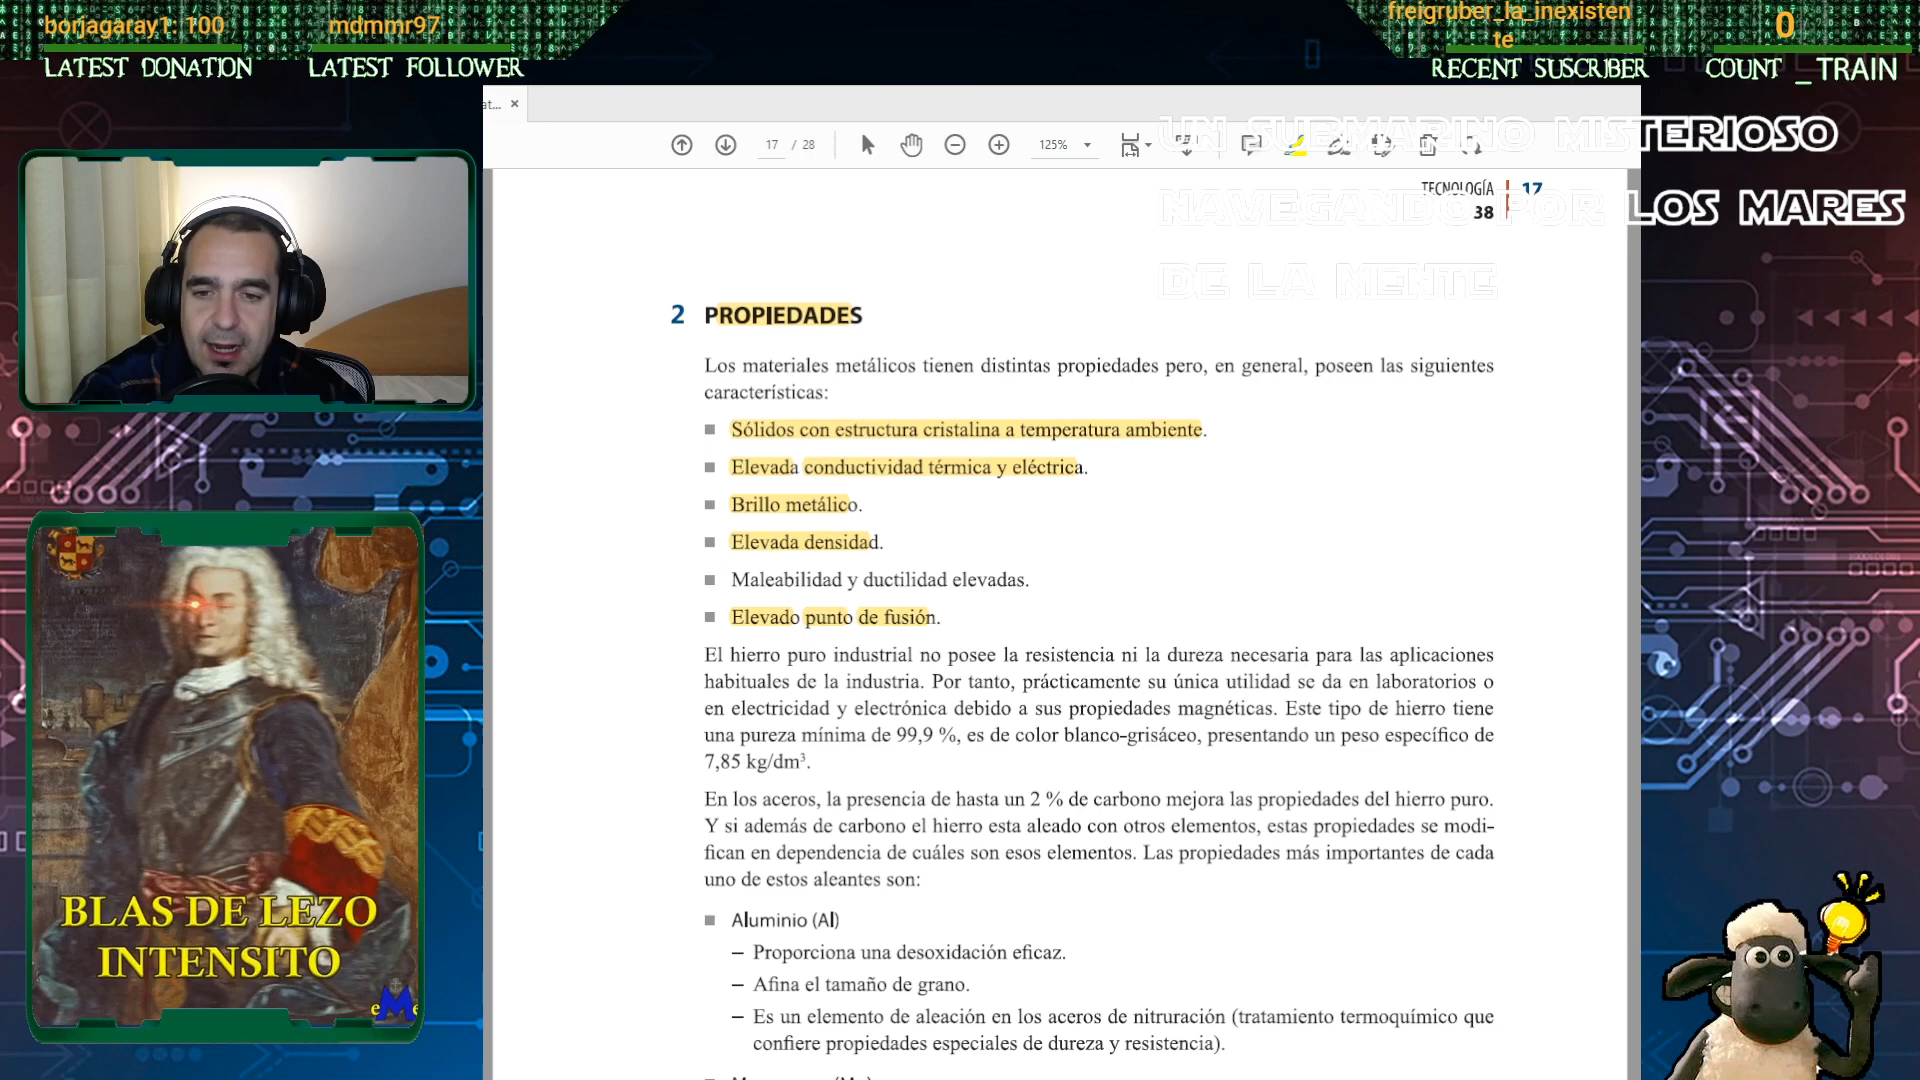 borjagaray1: 100
mdmmr97
freigruber_la_inexisten
te
0
LATEST DONATION
LATEST FOLLOWER
RECENT SUSCRIBER
COUNT _TRAIN
at...
17 / 28
125%
UN SUBMARINO MISTERIOSO
NAVEGANDO POR LOS MARES
DE LA MENTE
TECNOLOGÍA 17
38
2 PROPIEDADES
Los materiales metálicos tienen distintas propiedades pero, en general, poseen las siguientes
características:
Sólidos con estructura cristalina a temperatura ambiente.
Elevada conductividad térmica y eléctrica.
Brillo metálico.
Elevada densidad.
Maleabilidad y ductilidad elevadas.
Elevado punto de fusión.
El hierro puro industrial no posee la resistencia ni la dureza necesaria para las aplicaciones
habituales de la industria. Por tanto, prácticamente su única utilidad se da en laboratorios o
en electricidad y electrónica debido a sus propiedades magnéticas. Este tipo de hierro tiene
una pureza mínima de 99,9 %, es de color blanco-grisáceo, presentando un peso específico de
7,85 kg/dm³.
En los aceros, la presencia de hasta un 2 % de carbono mejora las propiedades del hierro puro.
Y si además de carbono el hierro esta aleado con otros elementos, estas propiedades se modi-
fican en dependencia de cuáles son esos elementos. Las propiedades más importantes de cada
uno de estos aleantes son:
Aluminio (Al)
– Proporciona una desoxidación eficaz.
– Afina el tamaño de grano.
– Es un elemento de aleación en los aceros de nitruración (tratamiento termoquímico que
confiere propiedades especiales de dureza y resistencia).
BLAS DE LEZO
INTENSITO